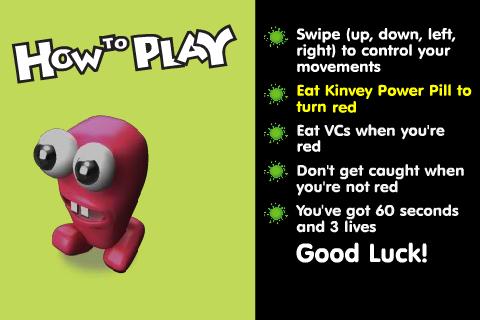 How to Play
Swipe (up, down, left,
right) to control your
movements
Eat Kinvey Power Pill to
turn red
Eat VCs when you're
red
Don't get caught when
you're not red
You've got 60 seconds
and 3 lives
Good Luck!